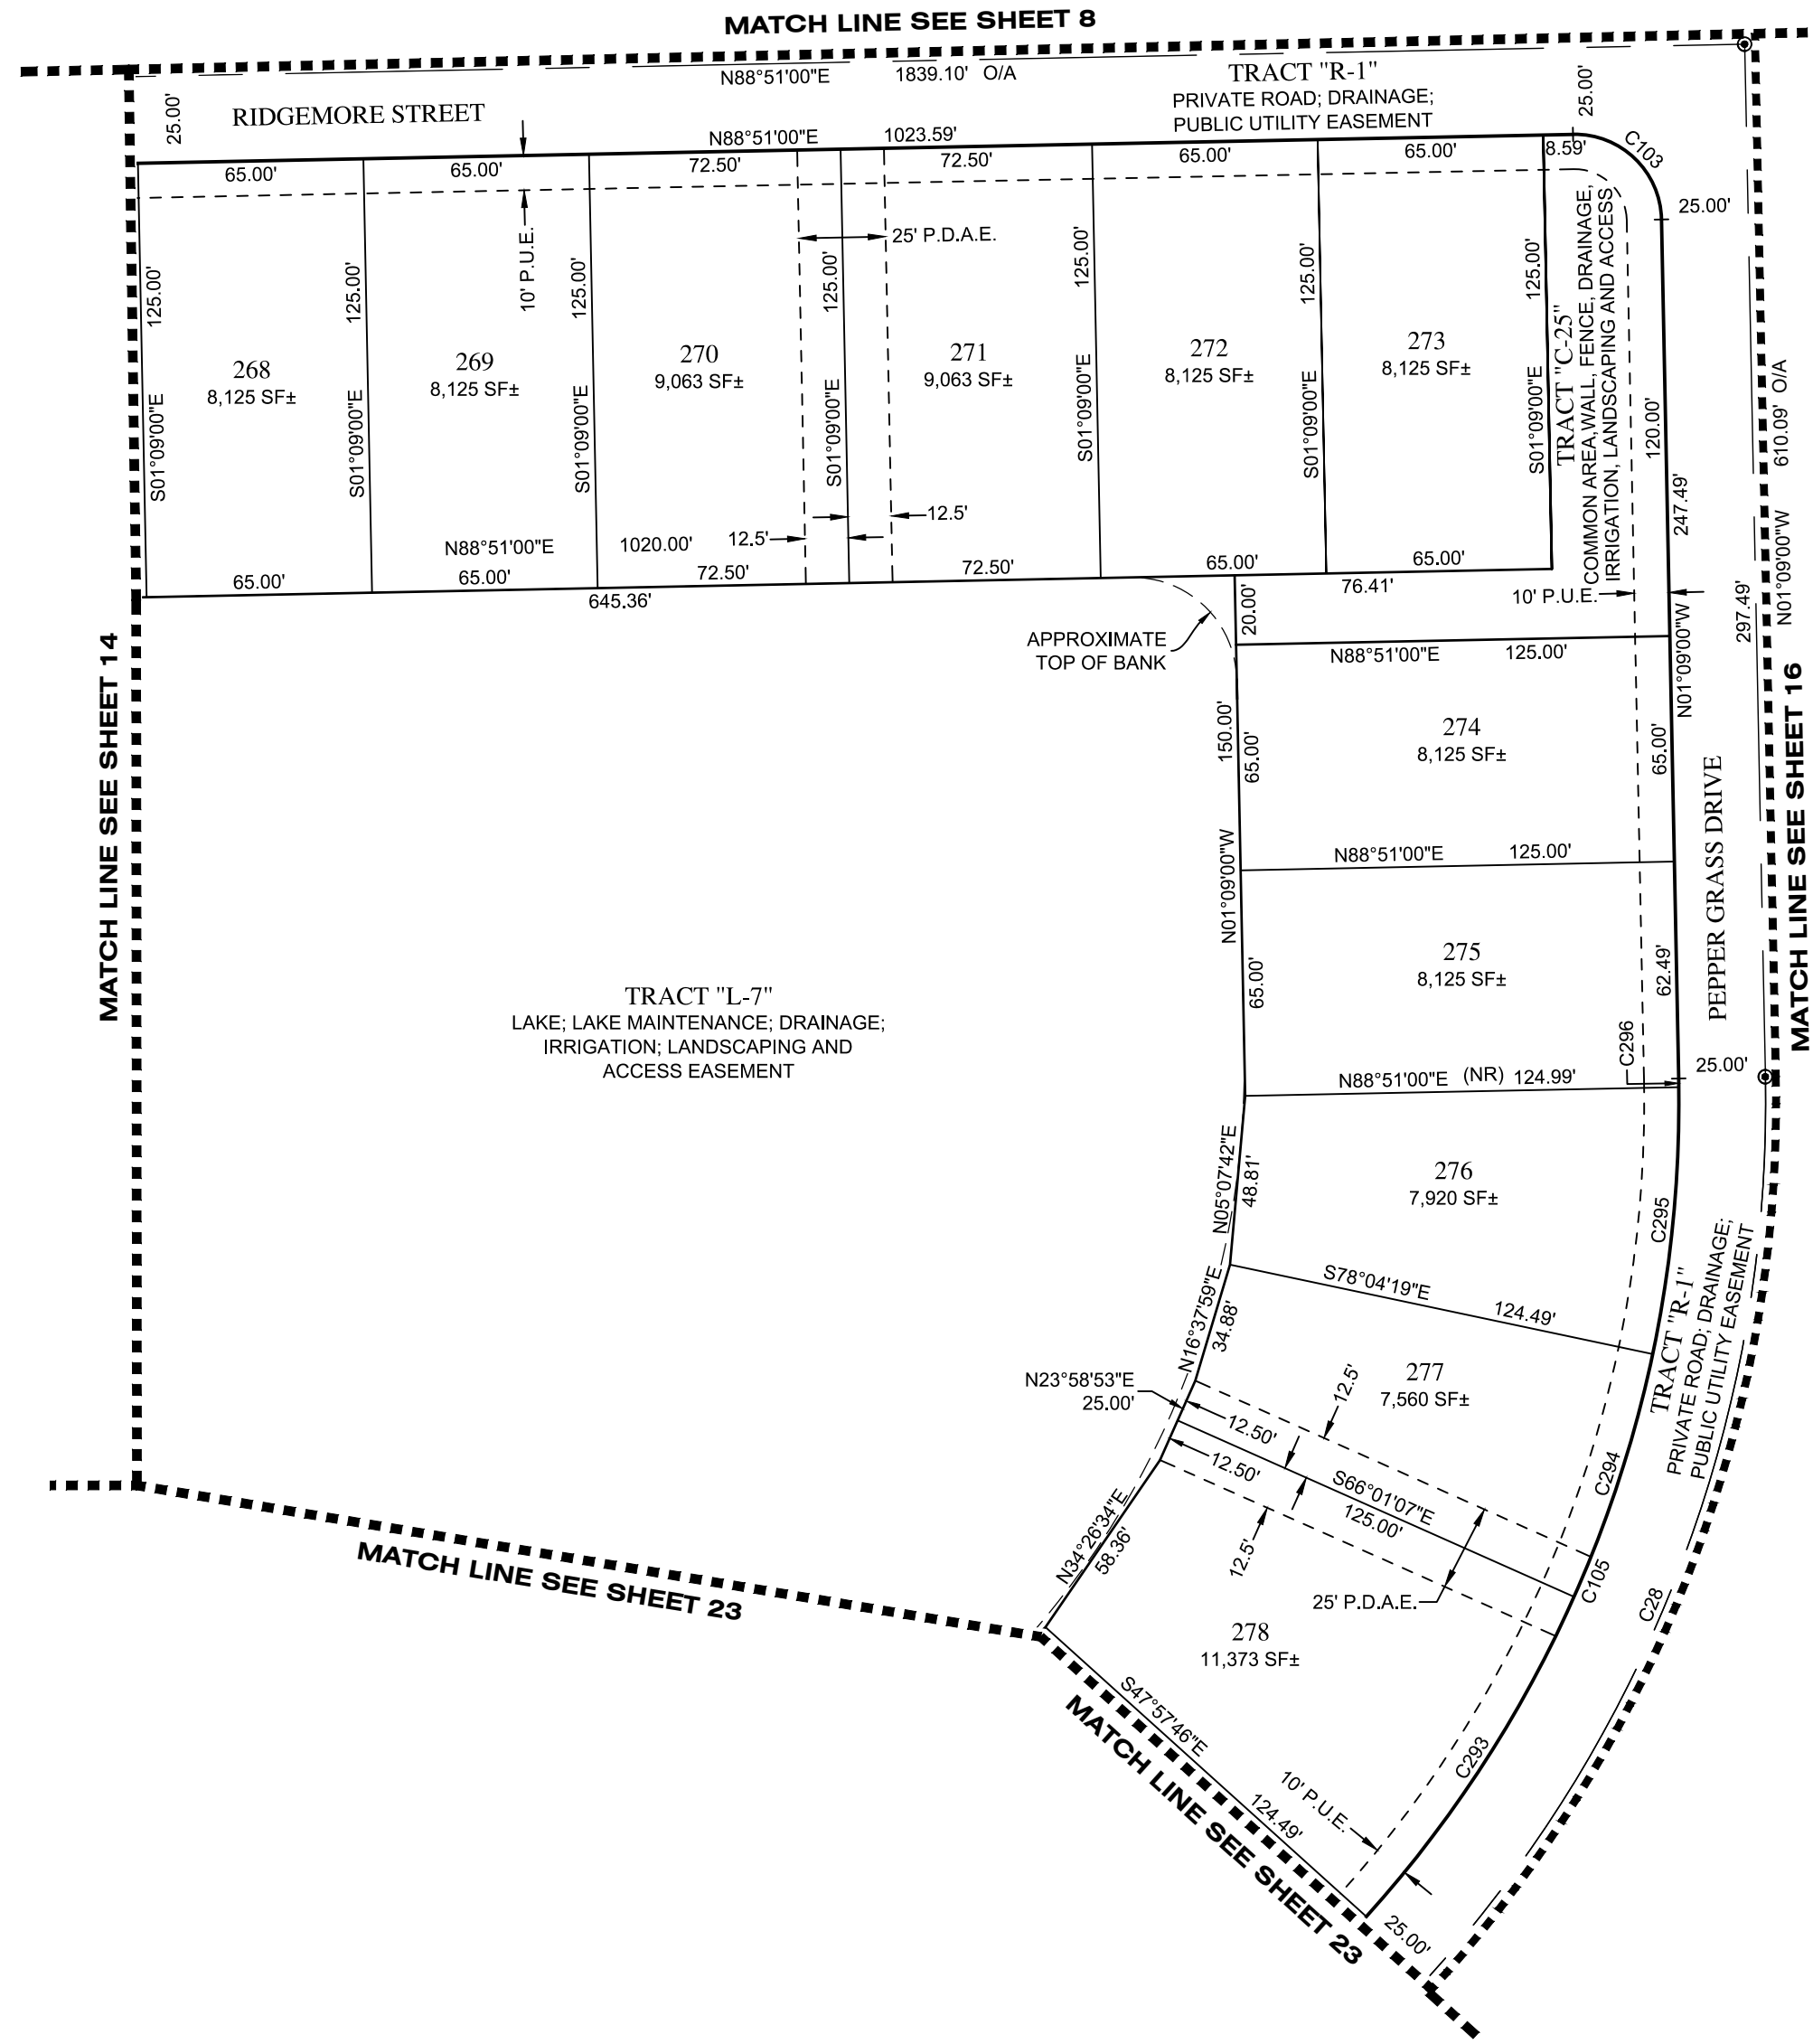 MATCH LINE SEE SHEET 8
N88°51'00"E 1839.10' O/A
TRACT "R-1"
PRIVATE ROAD; DRAINAGE;
PUBLIC UTILITY EASEMENT
25.00'
25.00'
RIDGEMORE STREET
N88°51'00"E 1023.59'
C103
65.00'
65.00'
72.50'
72.50'
65.00'
65.00'
8.59'
25.00'
10' P.U.E.
25' P.D.A.E.
125.00'
S01°09'00"E
125.00'
S01°09'00"E
125.00'
S01°09'00"E
125.00'
S01°09'00"E
125.00'
S01°09'00"E
125.00'
S01°09'00"E
125.00'
S01°09'00"E
268
8,125 SF±
269
8,125 SF±
270
9,063 SF±
271
9,063 SF±
272
8,125 SF±
273
8,125 SF±
TRACT "C-25"
COMMON AREA,WALL, FENCE, DRAINAGE,
IRRIGATION, LANDSCAPING AND ACCESS
120.00'
247.49'
610.09' O/A
N01°09'00"W
297.49'
N01°09'00"W
12.5'
12.5'
N88°51'00"E 1020.00'
65.00'
65.00'
72.50'
72.50'
65.00'
65.00'
645.36'
76.41'
10' P.U.E.
20.00'
APPROXIMATE
TOP OF BANK
N88°51'00"E 125.00'
MATCH LINE SEE SHEET 14
MATCH LINE SEE SHEET 16
150.00'
65.00'
274
8,125 SF±
65.00'
PEPPER GRASS DRIVE
N01°09'00"W
N88°51'00"E 125.00'
65.00'
275
8,125 SF±
62.49'
TRACT "L-7"
LAKE; LAKE MAINTENANCE; DRAINAGE;
IRRIGATION; LANDSCAPING AND
ACCESS EASEMENT
C296
25.00'
N88°51'00"E (NR) 124.99'
N05°07'42"E
48.81'
276
7,920 SF±
C295
TRACT "R-1"
PRIVATE ROAD; DRAINAGE;
PUBLIC UTILITY EASEMENT
S78°04'19"E 124.49'
N16°37'59"E
34.88'
277
7,560 SF±
12.5'
N23°58'53"E
25.00'
12.50'
12.50'
S66°01'07"E
125.00'
C294
12.5'
25' P.D.A.E.
C105
C28
N34°26'34"E
58.36'
278
11,373 SF±
MATCH LINE SEE SHEET 23
S47°57'46"E
124.49'
10' P.U.E.
C293
MATCH LINE SEE SHEET 23
25.00'